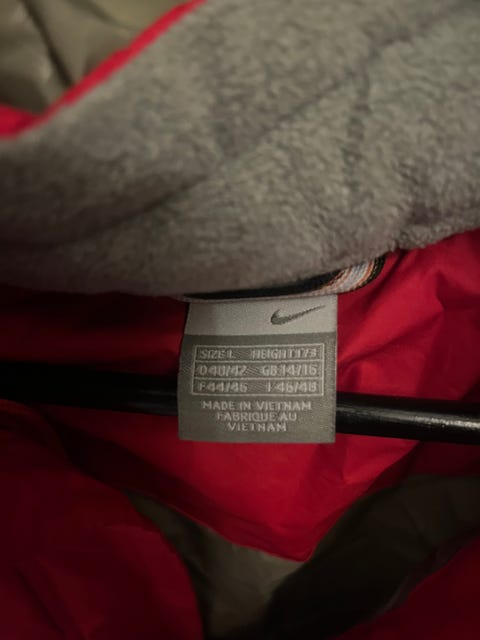 SIZE L HEIGHT 173
D 40/42 GB 14/16
F 44/46 I 46/48
MADE IN VIETNAM
FABRIQUE AU
VIETNAM